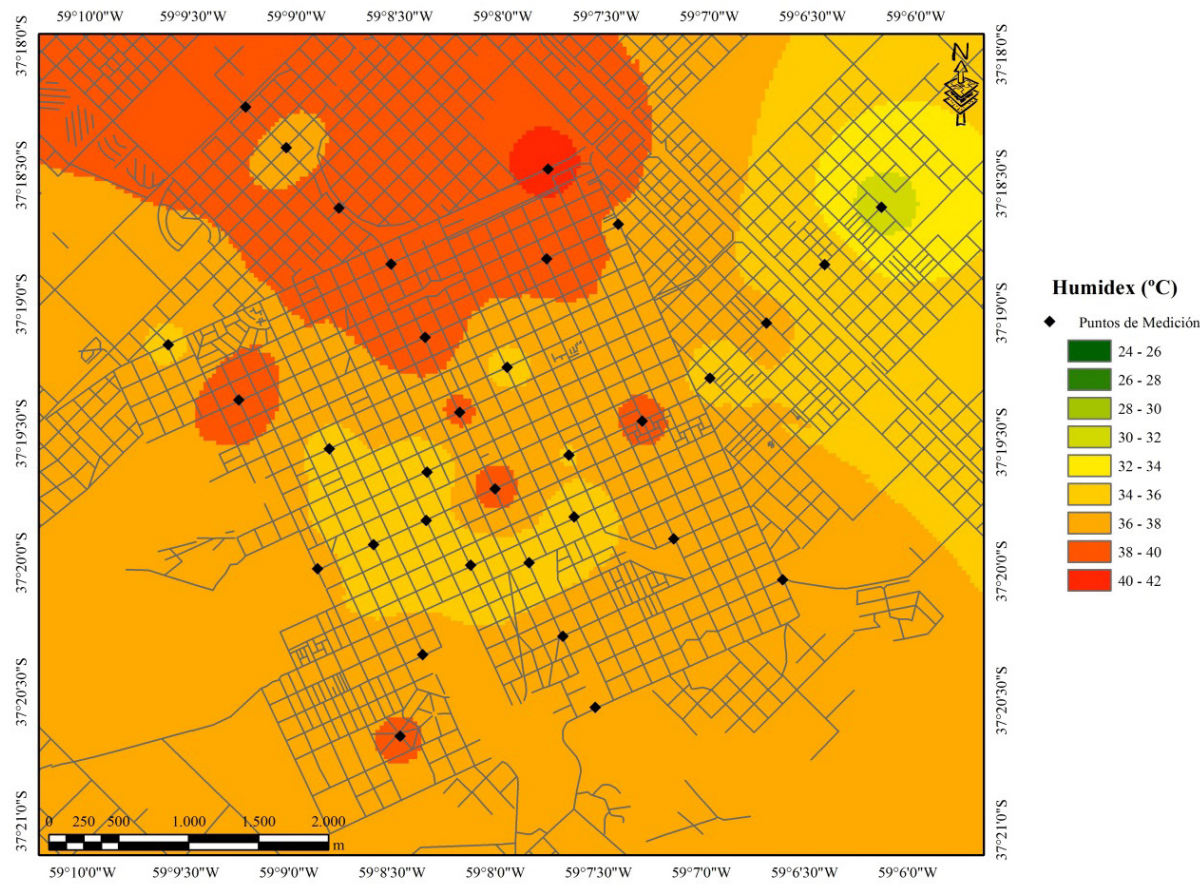 59°10'0"W 59°9'30"W 59°9'0"W 59°8'30"W 59°8'0"W 59°7'30"W 59°7'0"W 59°6'30"W 59°6'0"W
37°18'0"S
37°18'0"S
N
37°18'30"S
37°18'30"S
37°19'0"S
37°19'0"S
Humidex (ºC)
Puntos de Medición
24 - 26
26 - 28
28 - 30
30 - 32
32 - 34
34 - 36
36 - 38
38 - 40
40 - 42
37°19'30"S
37°19'30"S
37°20'0"S
37°20'0"S
37°20'30"S
37°20'30"S
37°21'0"S
37°21'0"S
0 250 500 1.000 1.500 2.000
m
59°10'0"W 59°9'30"W 59°9'0"W 59°8'30"W 59°8'0"W 59°7'30"W 59°7'0"W 59°6'30"W 59°6'0"W